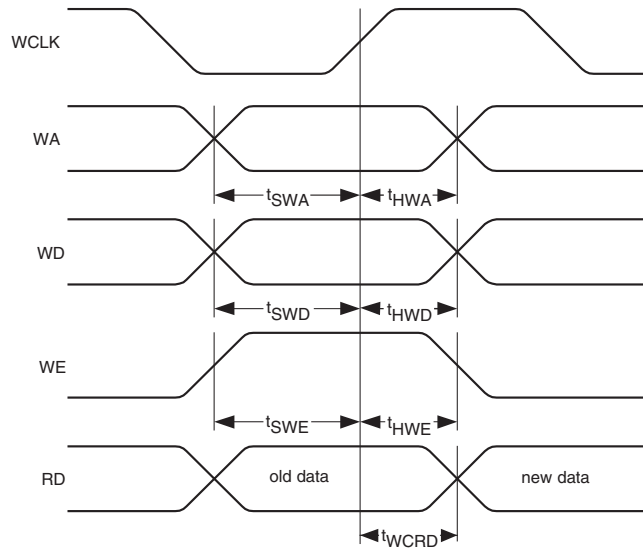 WCLK
WA
tSWA tHWA
WD
tSWD tHWD
WE
tSWE tHWE
RD old data new data
tWCRD